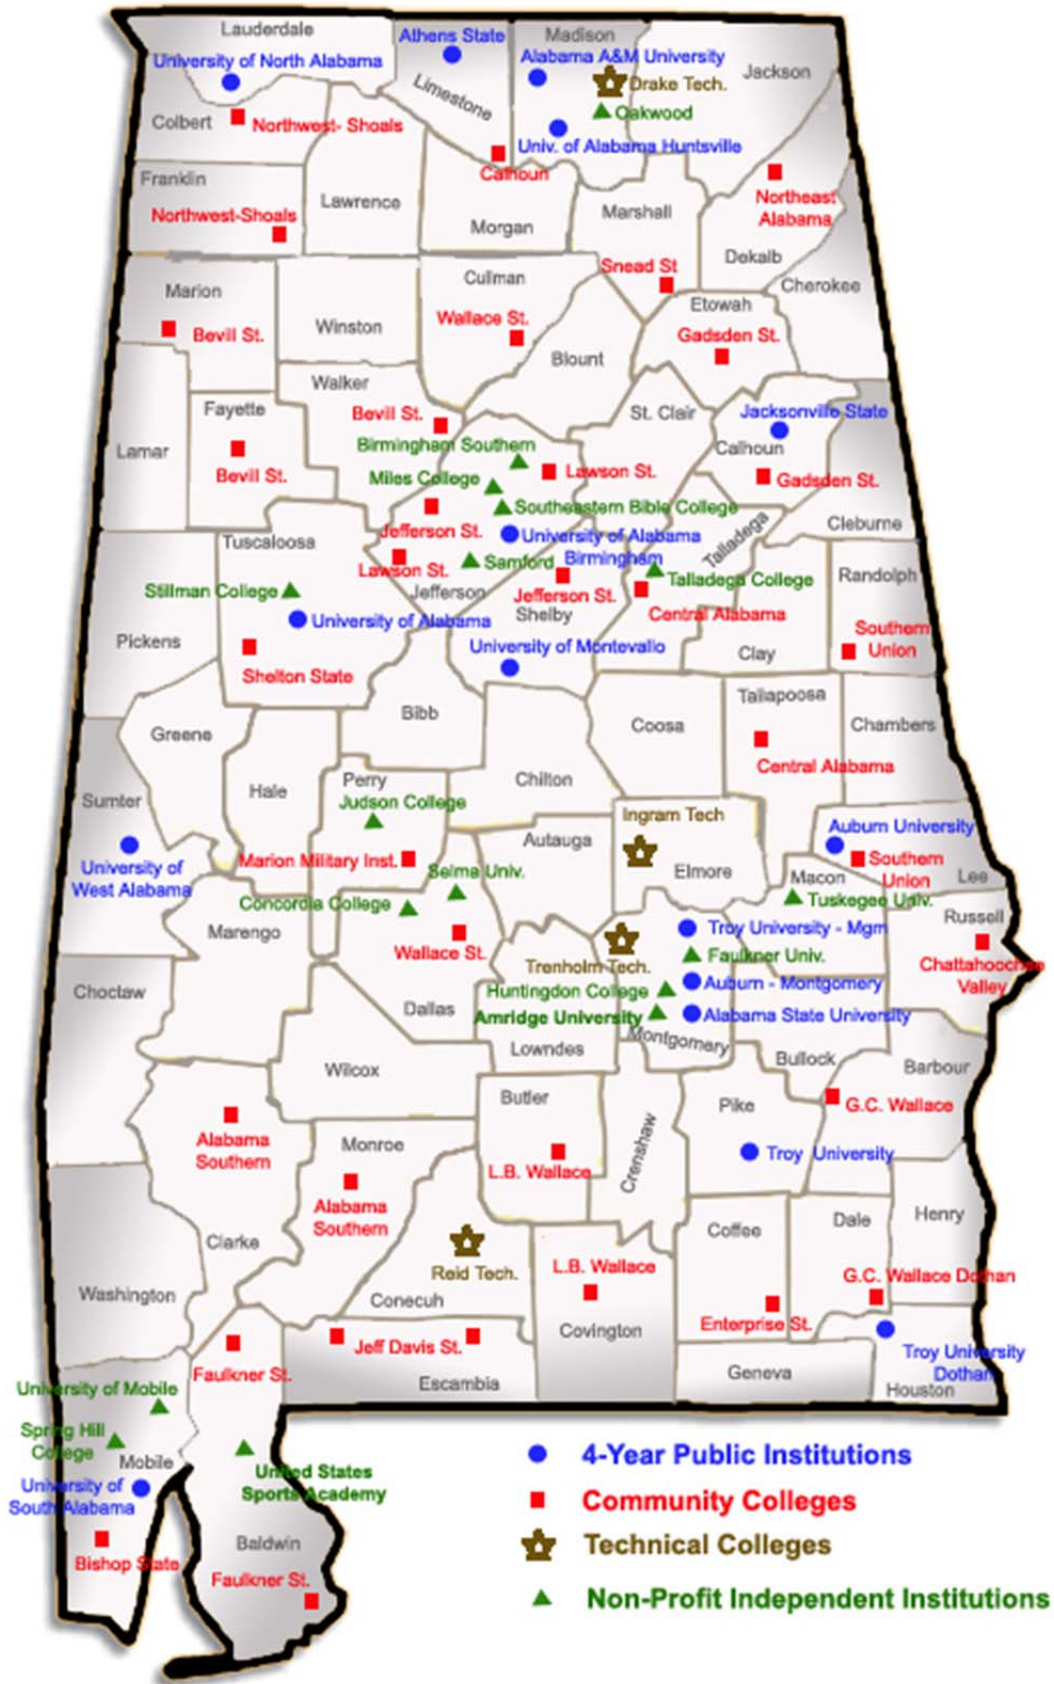 Lauderdale
Athens State
Madison
University of North Alabama
Alabama A&M University
Jackson
Limestone
Drake Tech.
Colbert
Northwest- Shoals
Oakwood
Univ. of Alabama Huntsville
Calhoun
Franklin
Lawrence
Northeast
Alabama
Northwest-Shoals
Marshall
Morgan
Dekalb
Snead St
Cherokee
Cullman
Marion
Etowah
Wallace St.
Bevill St.
Winston
Gadsden St.
Blount
Walker
Fayette
Bevill St.
St. Clair
Jacksonville State
Lamar
Birmingham Southern
Calhoun
Bevill St.
Miles College
Lawson St.
Gadsden St.
Southeastern Bible College
Jefferson St.
Talladega
Cleburne
Tuscaloosa
University of Alabama
Birmingham
Lawson St.
Samford
Talladega College
Randolph
Stillman College
Jefferson
Jefferson St.
Shelby
Central Alabama
University of Alabama
Southern
Union
Pickens
University of Montevallo
Clay
Shelton State
Tallapoosa
Bibb
Coosa
Chambers
Greene
Central Alabama
Perry
Chilton
Hale
Sumter
Judson College
Ingram Tech
Auburn University
Autauga
University of
West Alabama
Marion Military Inst.
Selma Univ.
Elmore
Southern
Union
Macon
Lee
Concordia College
Tuskegee Univ.
Russell
Marengo
Troy University - Mgm
Wallace St.
Faulkner Univ.
Trenholm Tech.
Chattahoochee
Valley
Choctaw
Huntingdon College
Auburn - Montgomery
Dallas
Amridge University
Alabama State University
Montgomery
Lowndes
Bullock
Wilcox
Barbour
Butler
Pike
G.C. Wallace
Alabama
Southern
Monroe
Crenshaw
L.B. Wallace
Troy University
Alabama
Southern
Clarke
Coffee
Dale
Henry
Reid Tech.
L.B. Wallace
G.C. Wallace Dothan
Washington
Conecuh
Enterprise St.
Covington
Jeff Davis St.
Troy University
Dothan
Faulkner St.
Geneva
Escambia
Houston
University of Mobile
Spring Hill
College
Mobile
4-Year Public Institutions
United States
Sports Academy
University of
South Alabama
Community Colleges
Baldwin
Technical Colleges
Bishop State
Faulkner St.
Non-Profit Independent Institutions